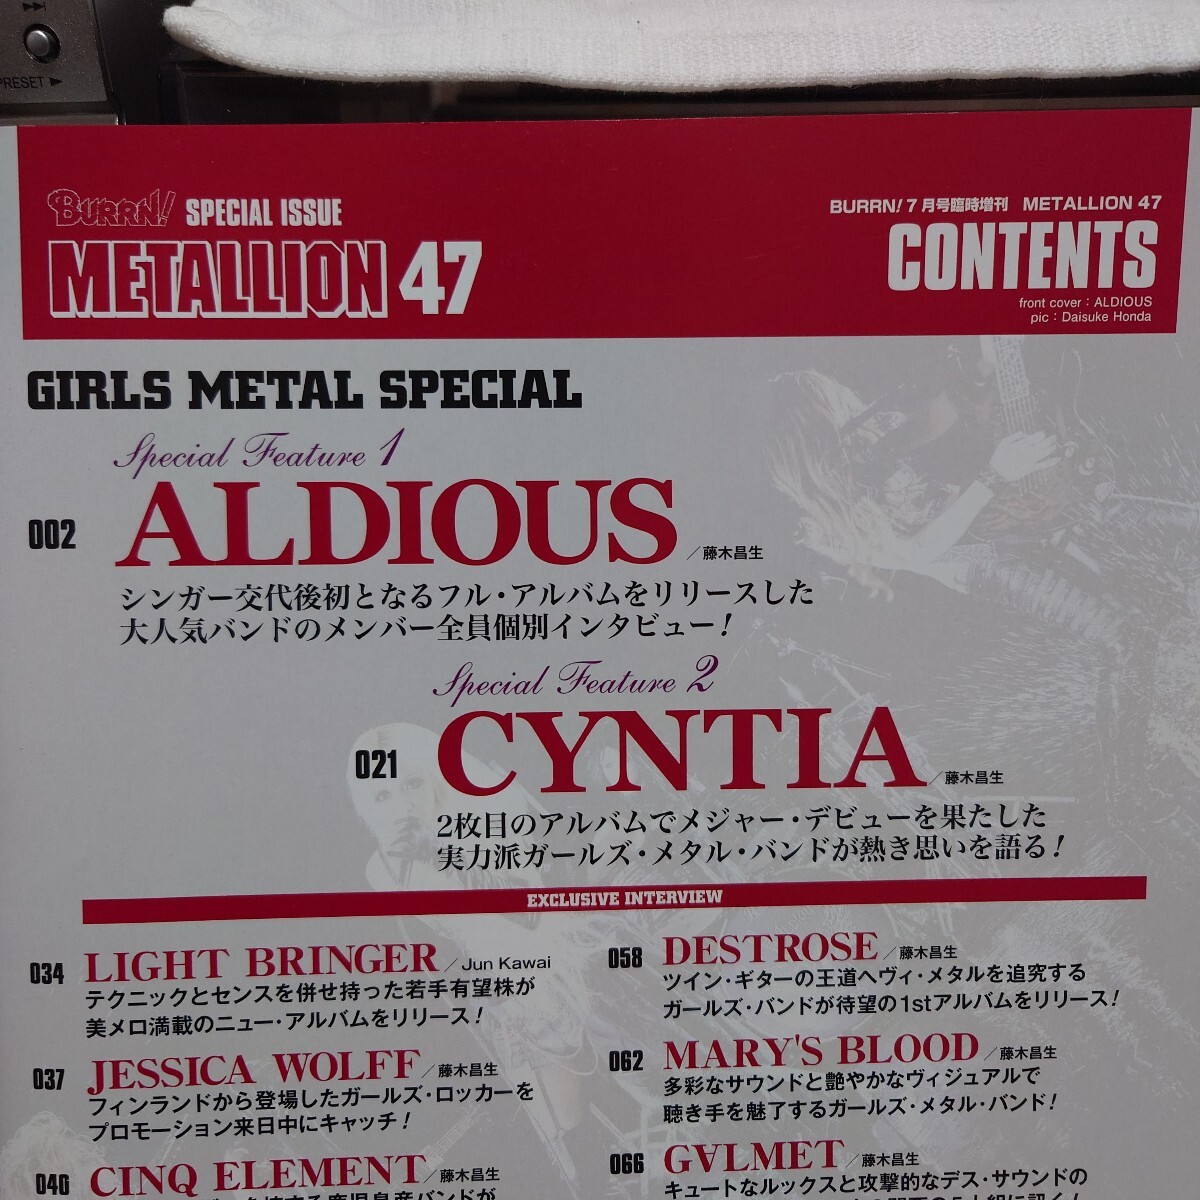 PRESET
BURRN! SPECIAL ISSUE
METALLION 47
BURRN! 7月号臨時増刊 METALLION 47
CONTENTS
front cover : ALDIOUS
pic : Daisuke Honda
GIRLS METAL SPECIAL
Special Feature 1
002 ALDIOUS／藤木昌生
シンガー交代後初となるフル・アルバムをリリースした
大人気バンドのメンバー全員個別インタビュー!
Special Feature 2
021 CYNTIA／藤木昌生
2枚目のアルバムでメジャー・デビューを果たした
実力派ガールズ・メタル・バンドが熱き思いを語る!
EXCLUSIVE INTERVIEW
034 LIGHT BRINGER／Jun Kawai
テクニックとセンスを併せ持った若手有望株が
美メロ満載のニュー・アルバムをリリース!
037 JESSICA WOLFF／藤木昌生
フィンランドから登場したガールズ・ロッカーを
プロモーション来日中にキャッチ!
040 CINQ ELEMENT／藤木昌生
058 DESTROSE／藤木昌生
ツイン・ギターの王道ヘヴィ・メタルを追究する
ガールズ・バンドが待望の1stアルバムをリリース!
062 MARY'S BLOOD／藤木昌生
多彩なサウンドと艶やかなヴィジュアルで
聴き手を魅了するガールズ・メタル・バンド!
066 GΛLMET／藤木昌生
キュートなルックスと攻撃的なデス・サウンドの